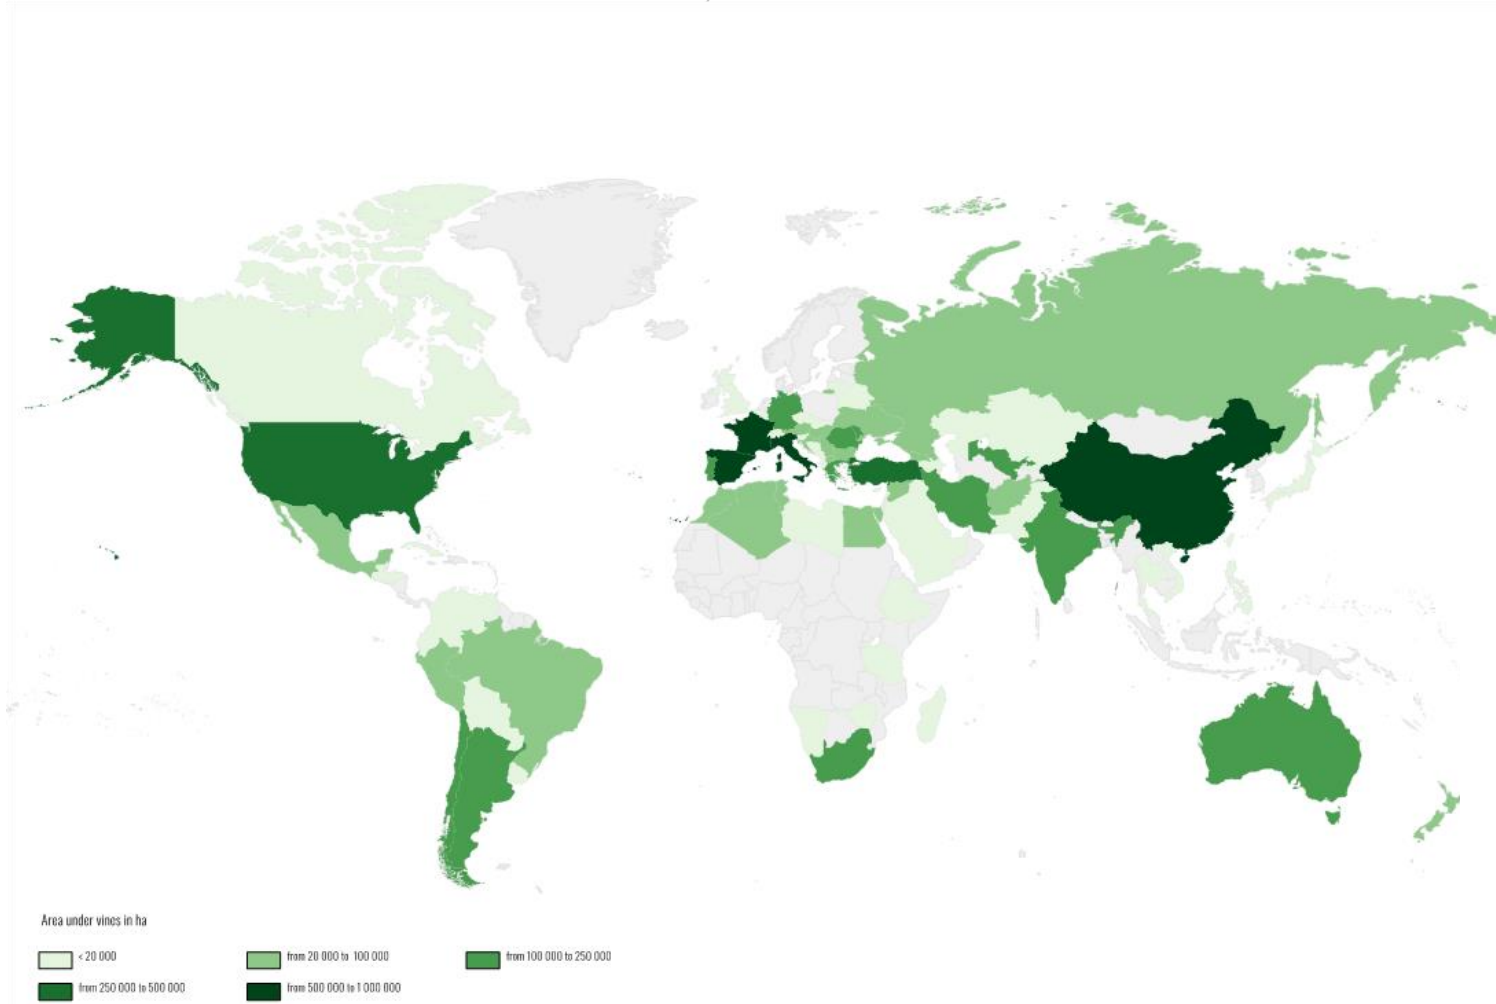 Area under vines in ha
< 20 000
from 20 000 to 100 000
from 100 000 to 250 000
from 250 000 to 500 000
from 500 000 to 1 000 000